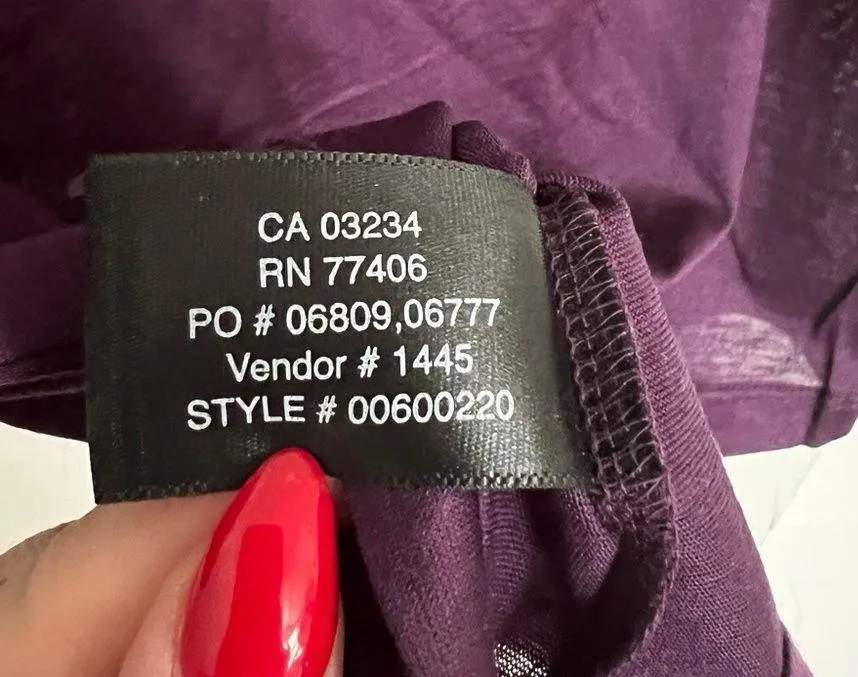 CA 03234
RN 77406
PO # 06809,06777
Vendor # 1445
STYLE # 00600220